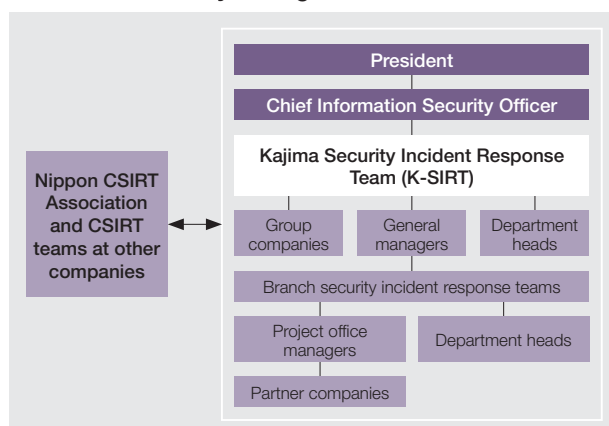 President
Chief Information Security Officer
Kajima Security Incident Response
Team (K-SIRT)
Nippon CSIRT
Association
and CSIRT
teams at other
companies
Group
companies
General
managers
Department
heads
Branch security incident response teams
Project office
managers
Department heads
Partner companies